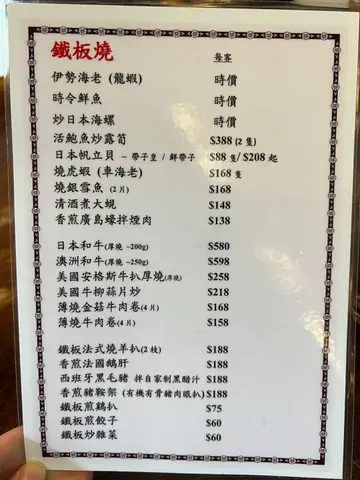 鐵板燒 每客
伊勢海老 (龍蝦) 時價
時令鮮魚 時價
炒日本海螺 時價
活鮑魚炒露筍 $388 (2 隻)
日本帆立貝 ~ 帶子皇 / 鮮帶子 $88 隻/ $208 起
燒虎蝦 (車海老) $168 隻
燒銀雪魚 (2 片) $168
清酒煮大蜆 $148
香煎廣島蠔拌煙肉 $138
日本和牛(厚燒 ~200g) $580
澳洲和牛(厚燒 ~250g) $598
美國安格斯牛扒厚燒(厚燒) $258
美國牛柳蒜片炒 $218
薄燒金菇牛肉卷(4 片) $168
薄燒牛肉卷(4 片) $158
鐵板法式燒羊扒(2 枝) $188
香煎法國鵝肝 $188
西班牙黑毛豬 拌自家制黑醋汁 $188
香煎豬鞍架 (有機有骨豬肉眼扒) $188
鐵板煎鷄扒 $75
鐵板煎餃子 $60
鐵板炒雜菜 $60